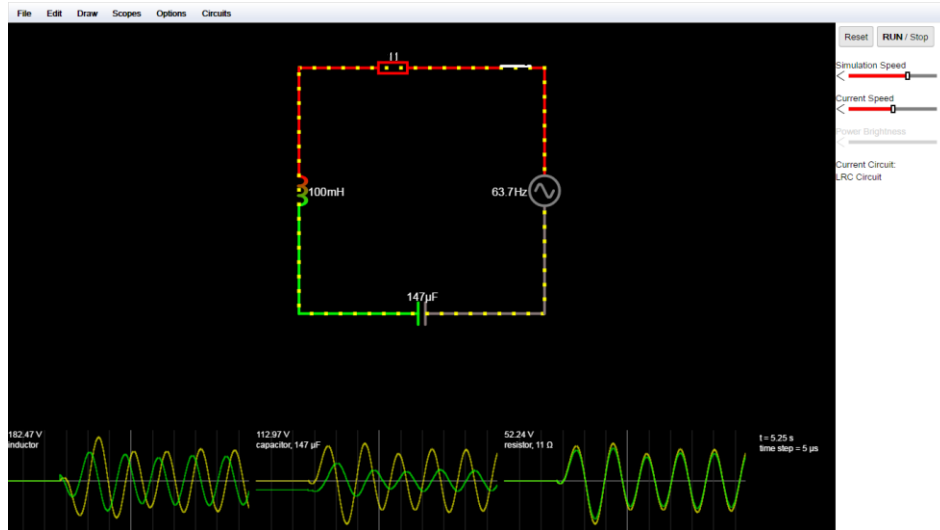 File Edit Draw Scopes Options Circuits
Reset RUN / Stop
Simulation Speed
Current Speed
Power Brightness
Current Circuit:
LRC Circuit
11
100mH
63.7Hz
147µF
182.47 V
inductor
112.97 V
capacitor, 147 µF
52.24 V
resistor, 11 Ω
t = 5.25 s
time step = 5 µs